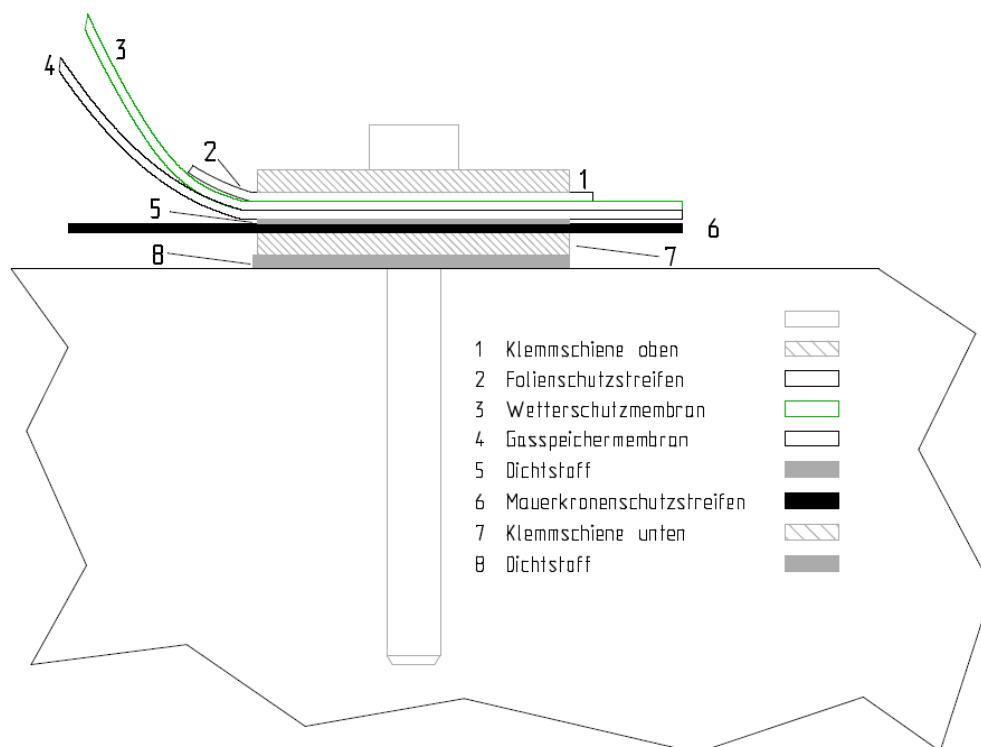 3
4
2
1
5
6
8
7
1 Klemmschiene oben
2 Folienschutzstreifen
3 Wetterschutzmembran
4 Gasspeichermembran
5 Dichtstoff
6 Mauerkronenschutzstreifen
7 Klemmschiene unten
8 Dichtstoff